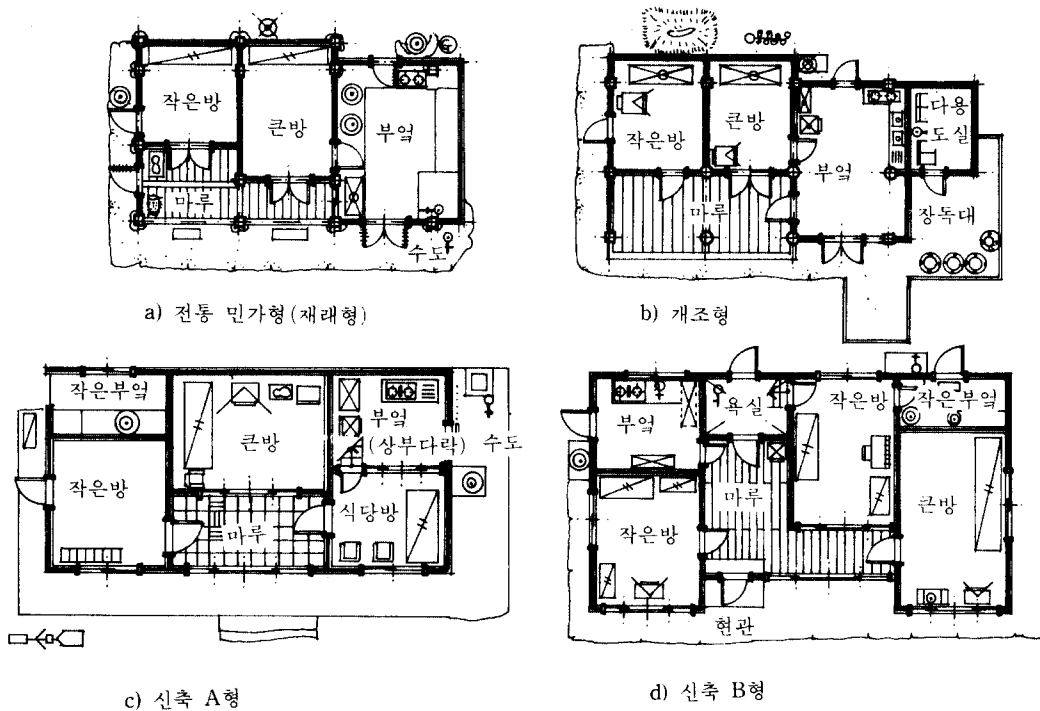 작은방
큰방
부엌
마루
수도
a) 전통 민가형(재래형)
작은방
큰방
부엌
다용
도실
마루
장독대
b) 개조형
작은부엌
큰방
부엌
(상부다락)
수도
작은방
마루
식당방
c) 신축 A형
부엌
욕실
작은방
작은부엌
마루
작은방
큰방
현관
d) 신축 B형